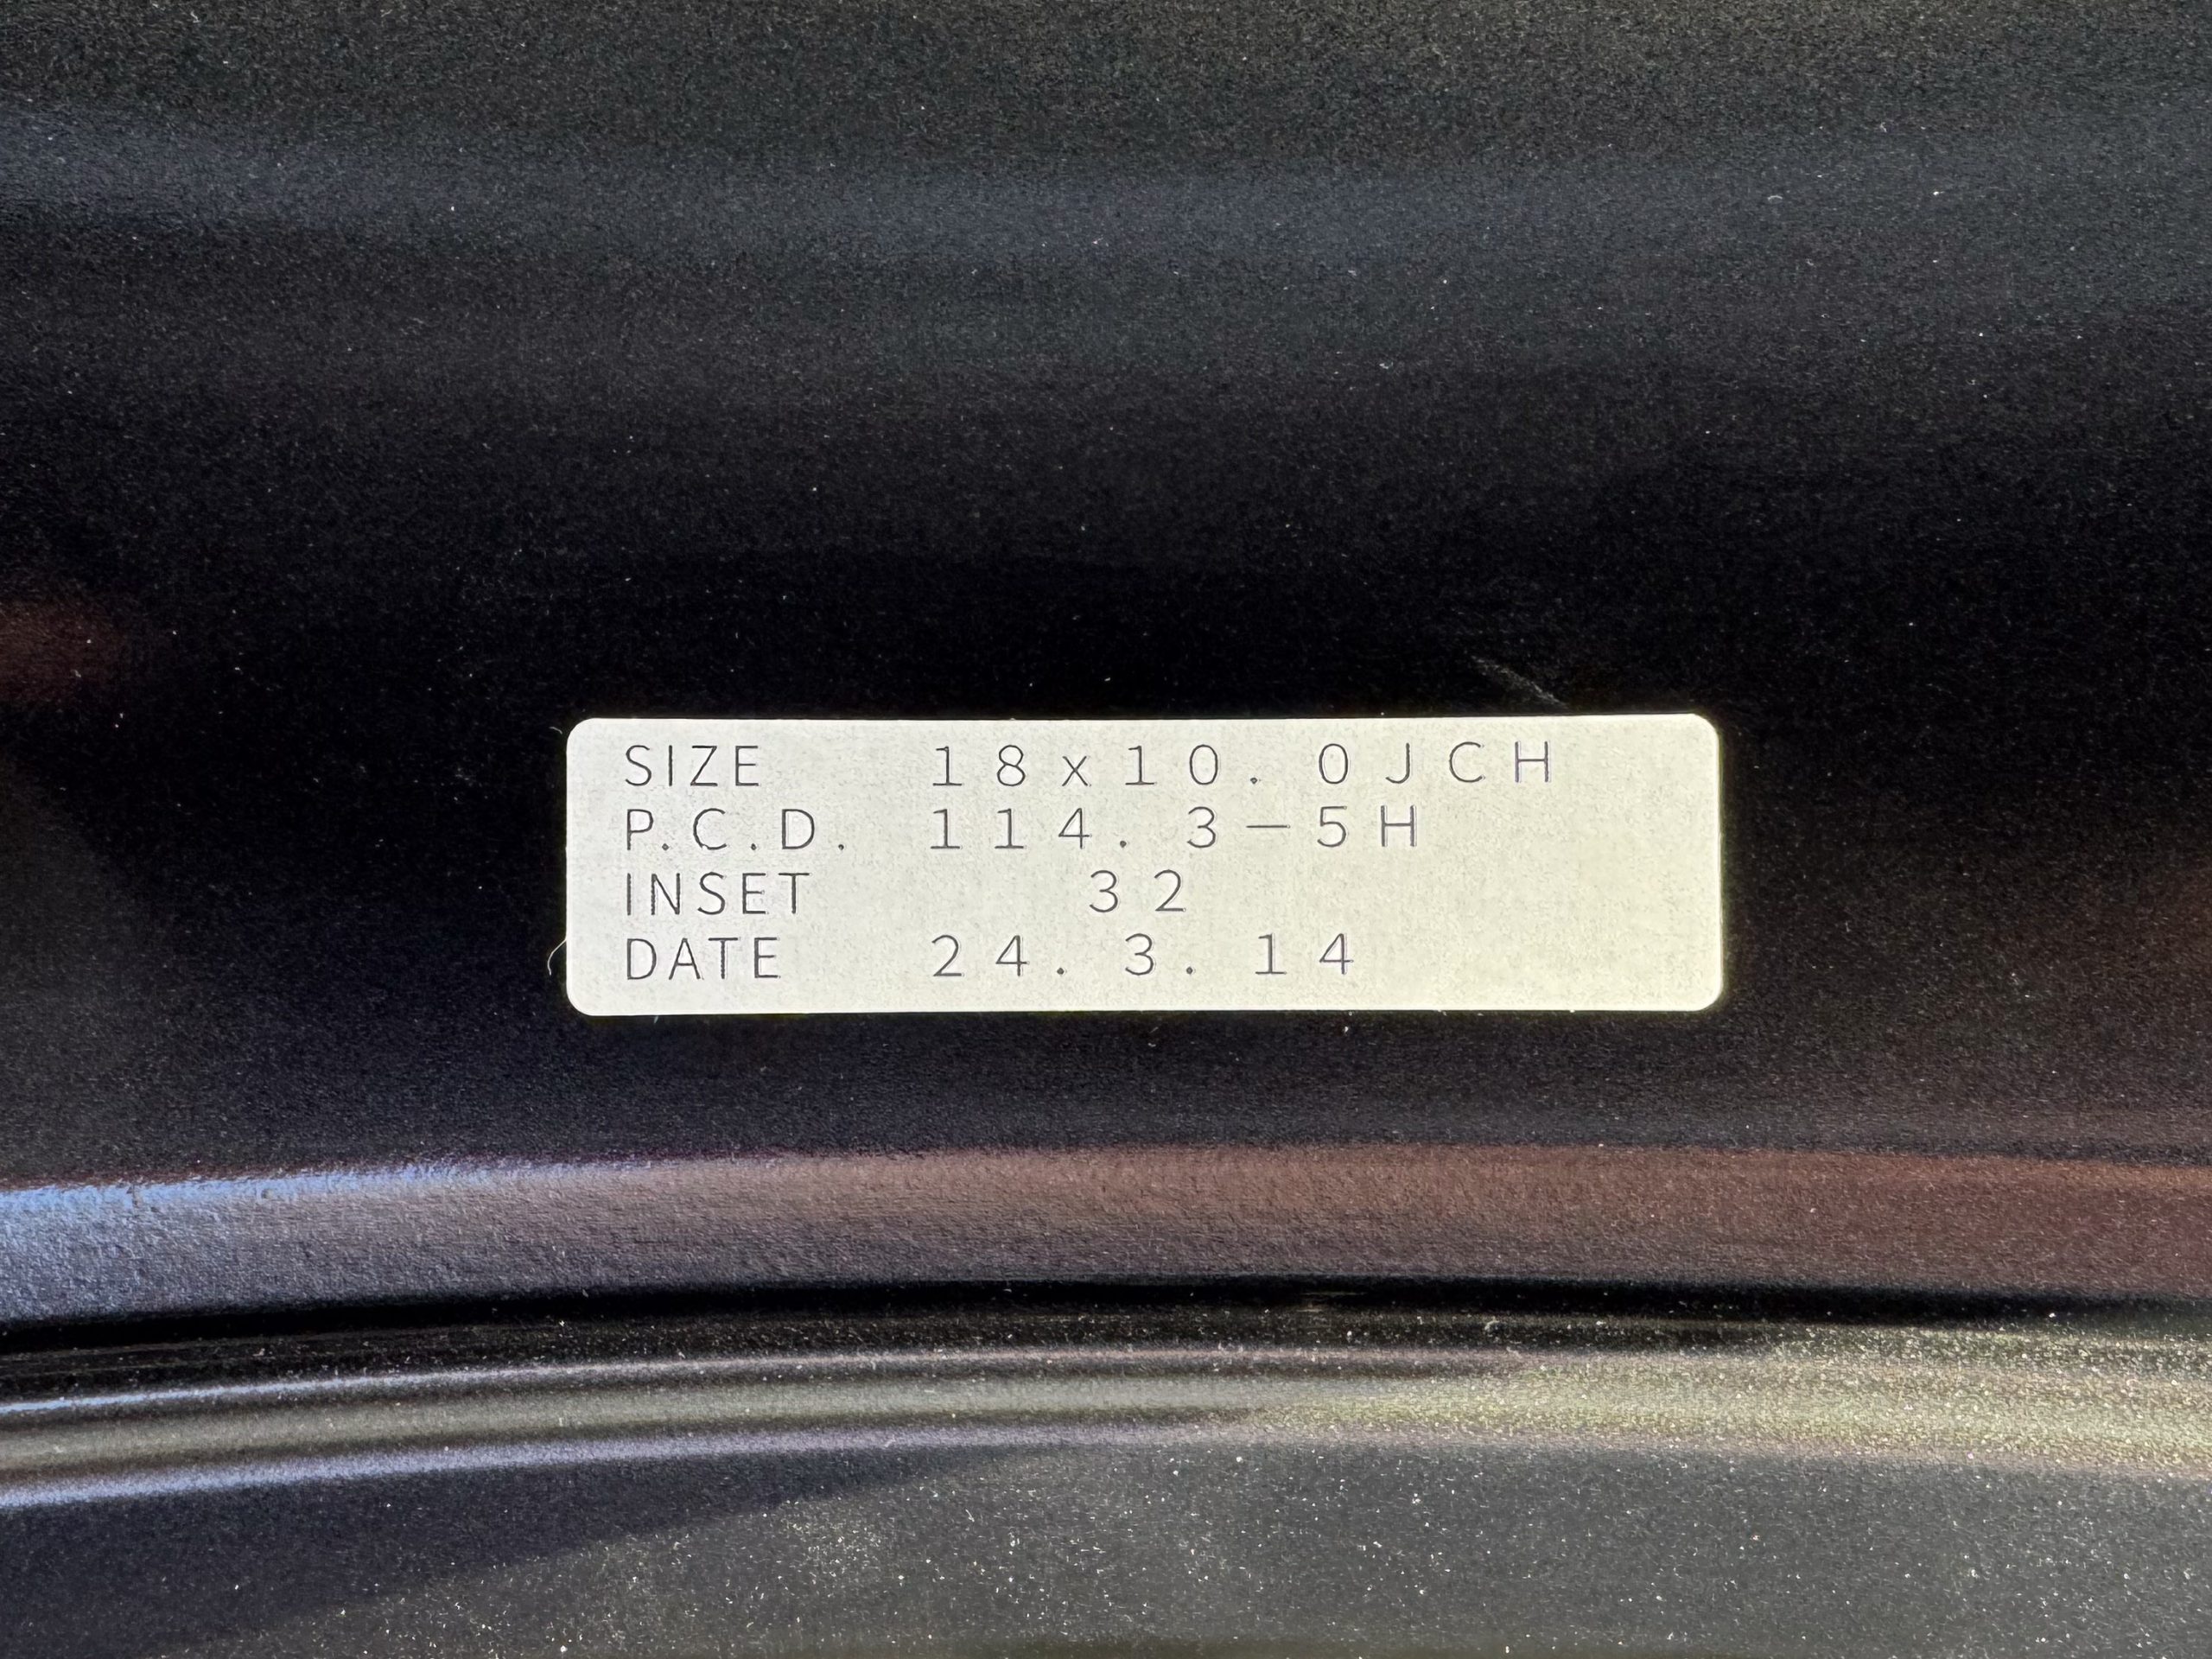 SIZE 18x10.0JCH
P.C.D. 114.3-5H
INSET 32
DATE 24.3.14